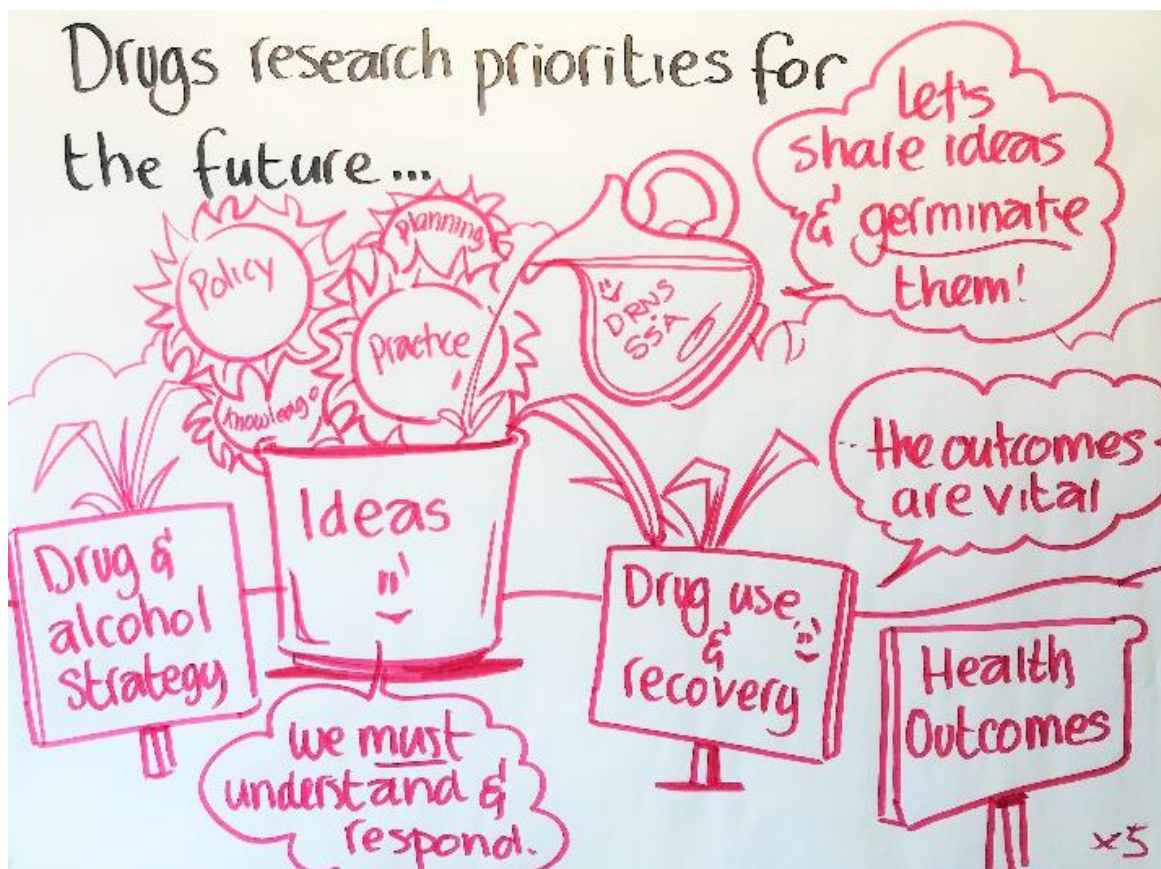 Drugs research priorities for
the future...
let's
share ideas
& germinate
them!
Policy
planning
practice
knowledge
DRNS
SSA
the outcomes
are vital
Ideas
Drug &
alcohol
strategy
Drug use
&
recovery
Health
Outcomes
we must
understand &
respond.
x5